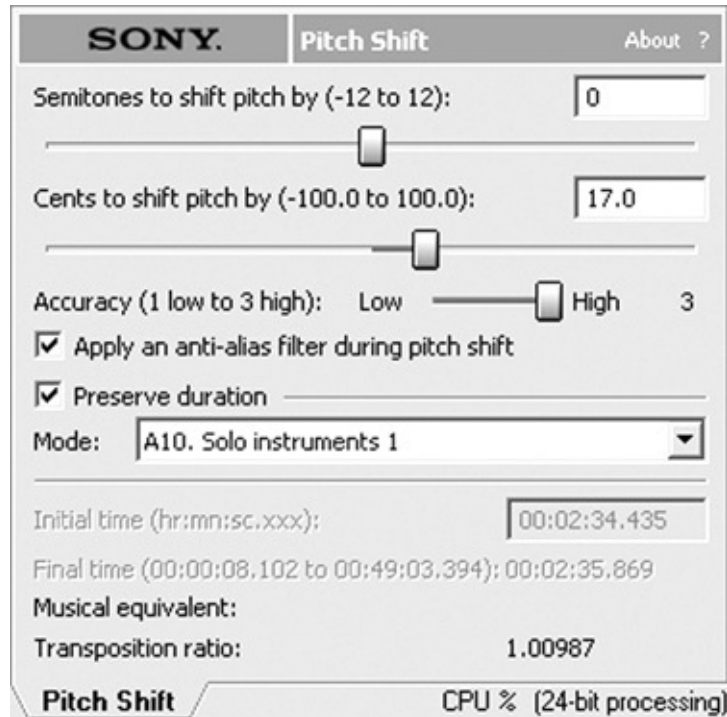 SONY. Pitch Shift About ?
Semitones to shift pitch by (-12 to 12): 0
Cents to shift pitch by (-100.0 to 100.0): 17.0
Accuracy (1 low to 3 high): Low High 3
Apply an anti-alias filter during pitch shift
Preserve duration
Mode: A10. Solo instruments 1
Initial time (hr:mn:sc.xxx): 00:02:34.435
Final time (00:00:08.102 to 00:49:03.394): 00:02:35.869
Musical equivalent:
Transposition ratio: 1.00987
Pitch Shift CPU % (24-bit processing)